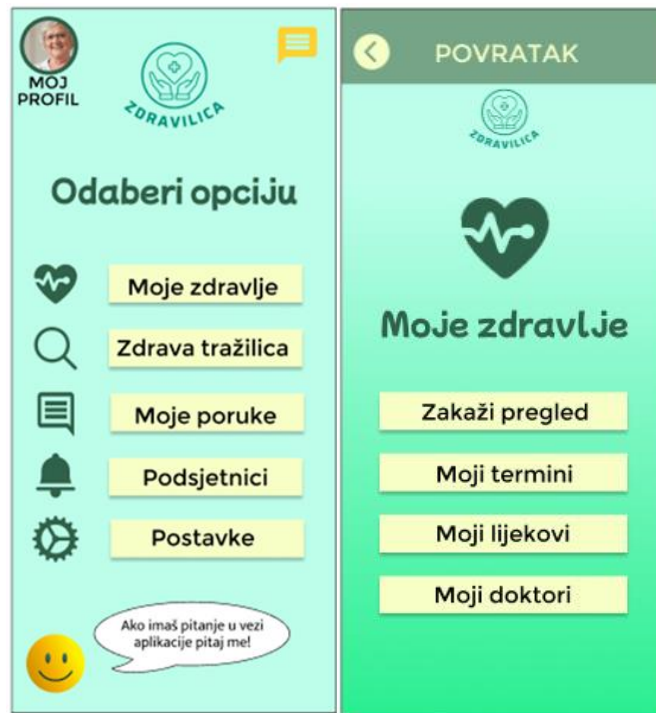 MOJ
PROFIL
ZDRAVILICA
Odaberi opciju
Moje zdravlje
Zdrava tražilica
Moje poruke
Podsjetnici
Postavke
Ako imaš pitanje u vezi
aplikacije pitaj me!
POVRATAK
ZDRAVILICA
Moje zdravlje
Zakaži pregled
Moji termini
Moji lijekovi
Moji doktori